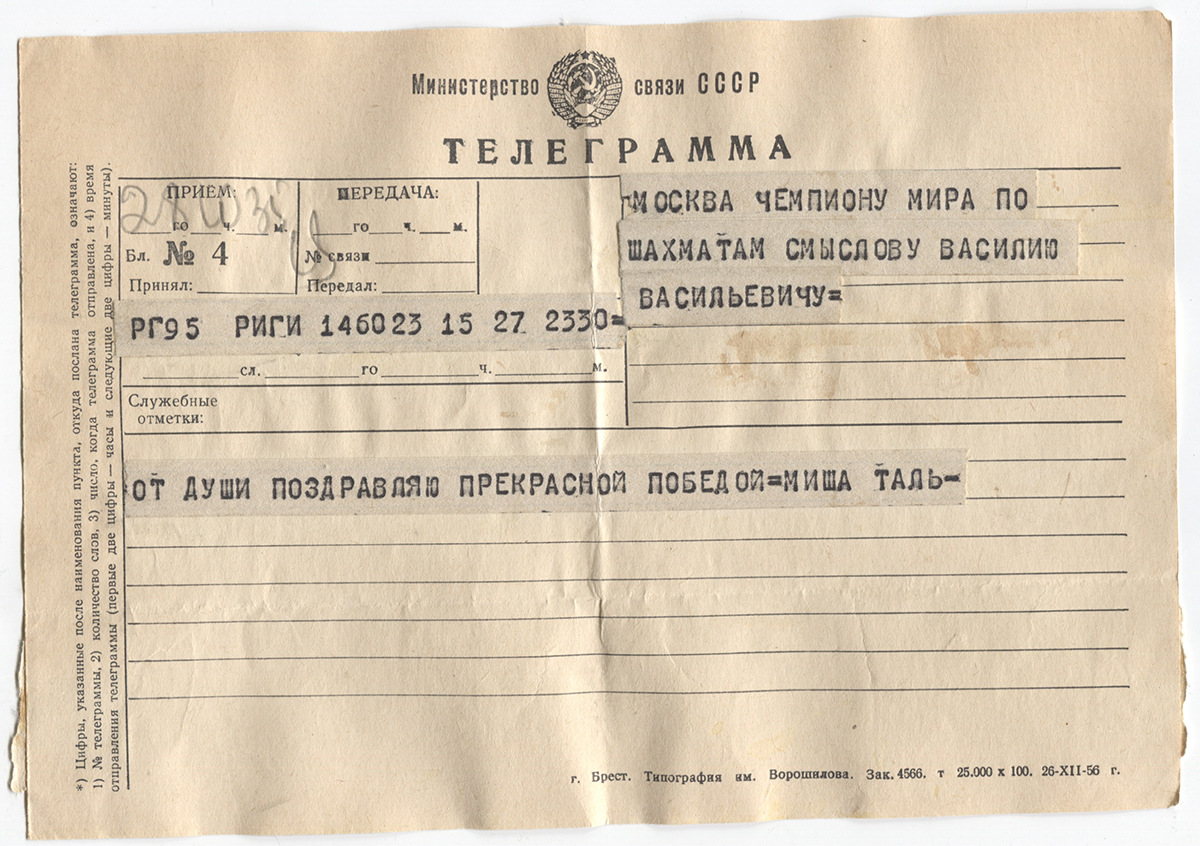 Министерство связи СССР
ТЕЛЕГРАММА
ПРИЕМ:
го ч. м.
Бл. № 4
Принял:
ПЕРЕДАЧА:
го ч. м.
№ связи
Передал:
МОСКВА ЧЕМПИОНУ МИРА ПО
ШАХМАТАМ СМЫСЛОВУ ВАСИЛИЮ
ВАСИЛЬЕВИЧУ=
РГ95 РИГИ 146023 15 27 2330=
сл. го ч. м.
Служебные
отметки:
ОТ ДУШИ ПОЗДРАВЛЯЮ ПРЕКРАСНОЙ ПОБЕДОЙ=МИША ТАЛЬ-
*) Цифры, указанные после наименования пункта, откуда послана телеграмма, означают:
1) № телеграммы, 2) количество слов, 3) число, когда телеграмма отправлена, и 4) время
отправления телеграммы (первые две цифры — часы и следующие две цифры — минуты).
г. Брест. Типография им. Ворошилова. Зак. 4566. т 25.000 х 100. 26-XII-56 г.